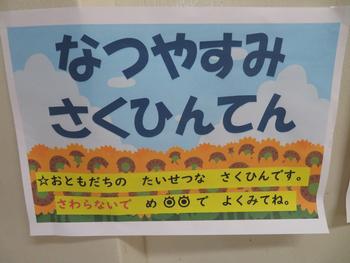 なつやすみ
さくひんてん
☆おともだちの たいせつな さくひんです。
さわらないで め で よくみてね。